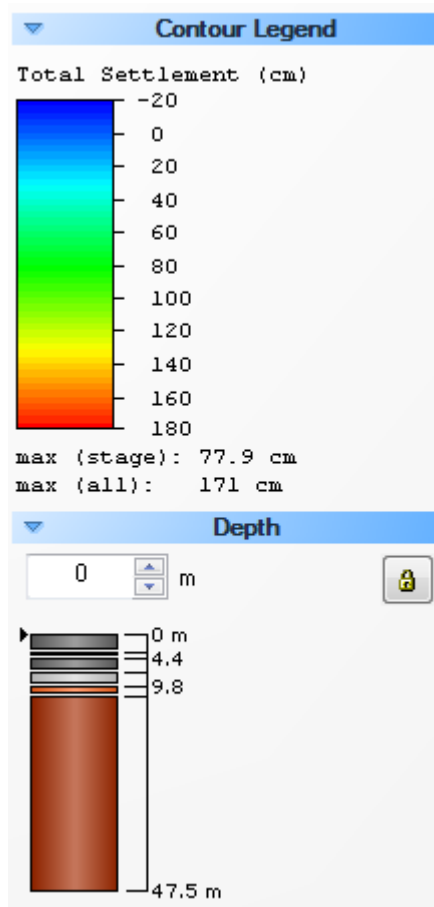 Contour Legend
Total Settlement (cm)
-20
0
20
40
60
80
100
120
140
160
180
max (stage): 77.9 cm
max (all): 171 cm
Depth
0 m
0 m
4.4
9.8
47.5 m